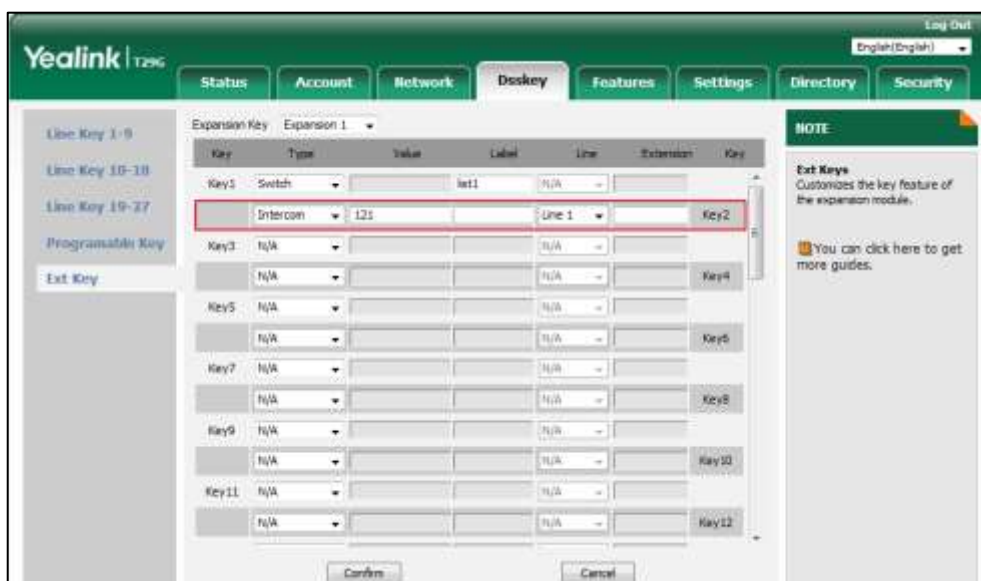 Log Out
Yealink T29G
English(English)
Status Account Network Dsskey Features Settings Directory Security
Line Key 1-9
Line Key 10-18
Line Key 19-27
Programable Key
Ext Key
Expansion Key Expansion 1
Key Type Value Label Line Extension Key
Key1 Switch list1 N/A
Intercom 121 Line 1 Key2
Key3 N/A N/A
N/A N/A Key4
Key5 N/A N/A
N/A N/A Key6
Key7 N/A N/A
N/A N/A Key8
Key9 N/A N/A
N/A N/A Key10
Key11 N/A N/A
N/A N/A Key12
Confirm Cancel
NOTE
Ext Keys
Customizes the key feature of
the expansion module.
You can click here to get
more guides.